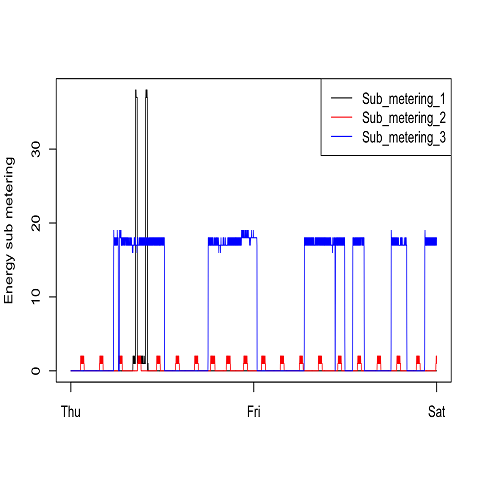 Sub_metering_1
Sub_metering_2
Sub_metering_3
Energy sub metering
30
20
10
0
Thu Fri Sat